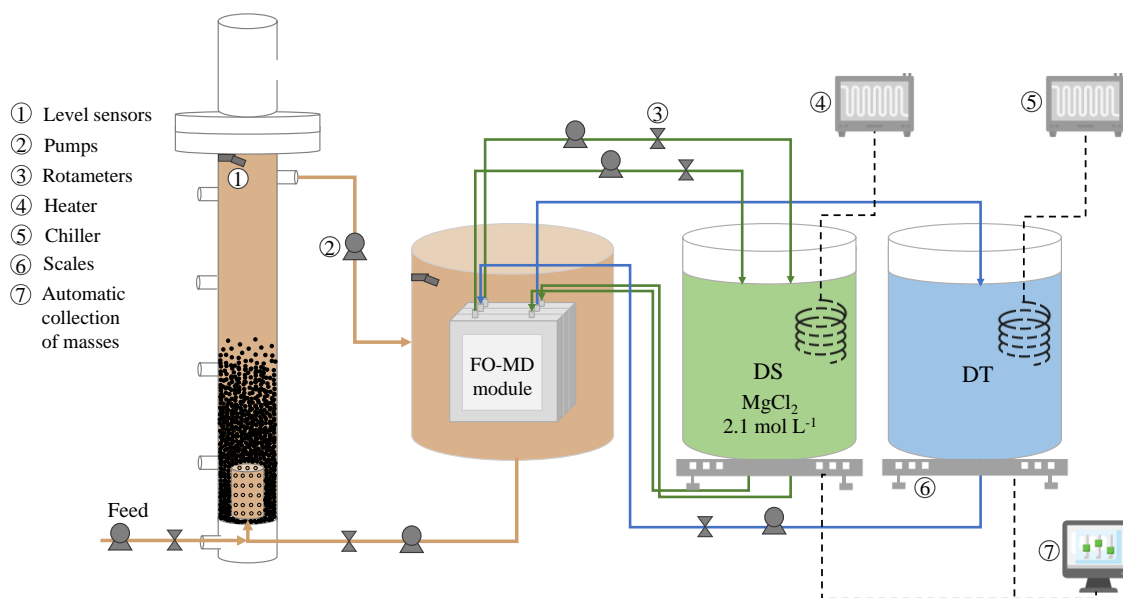 ① Level sensors
② Pumps
③ Rotameters
④ Heater
⑤ Chiller
⑥ Scales
⑦ Automatic
collection
of masses
①
②
③
④
⑤
FO-MD
module
DS
MgCl₂
2.1 mol L⁻¹
DT
⑥
Feed
⑦